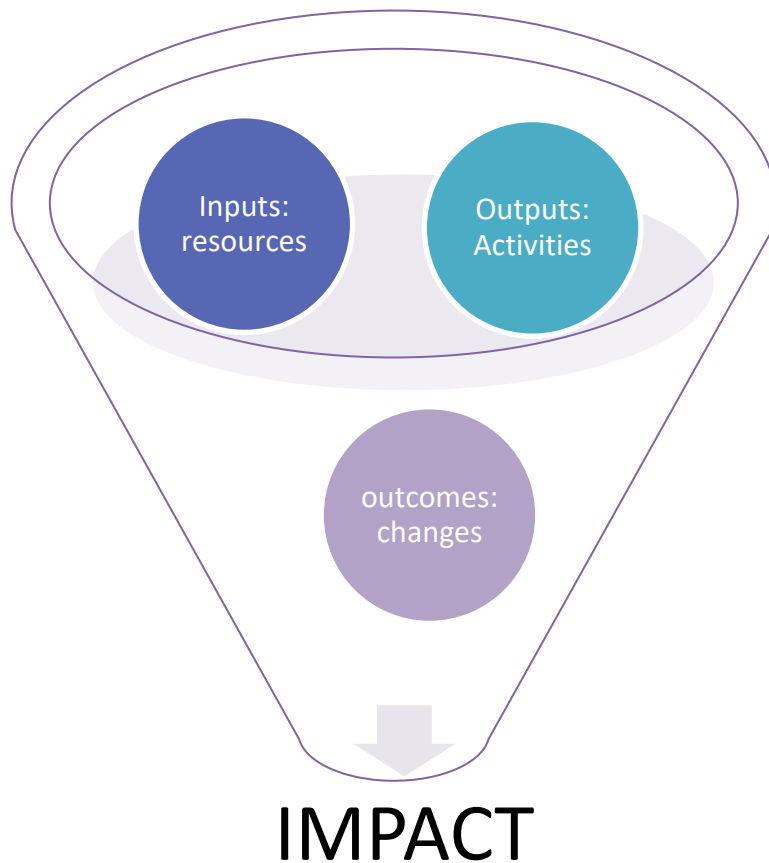 Inputs:
resources
Outputs:
Activities
outcomes:
changes
IMPACT